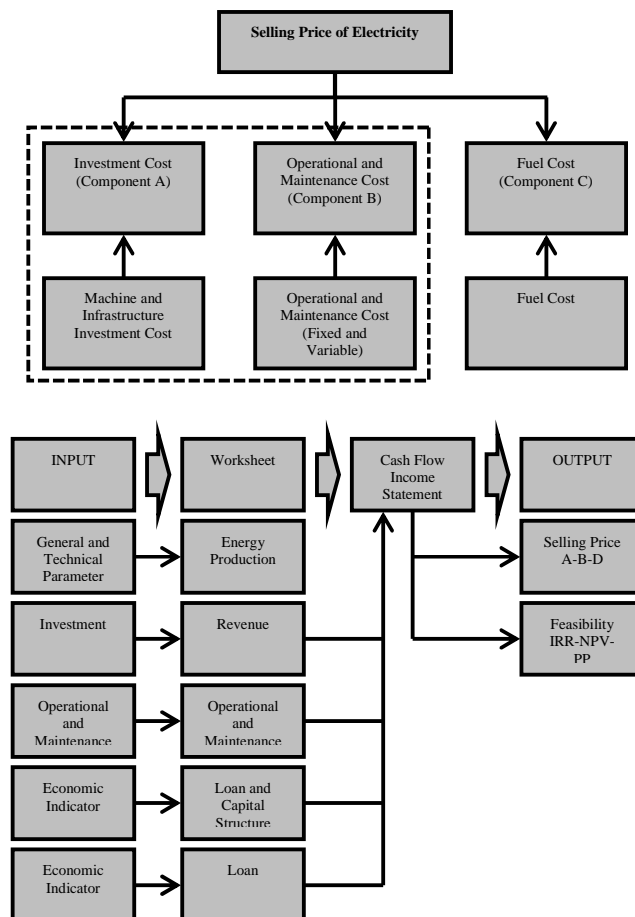 Selling Price of Electricity
Investment Cost
(Component A)
Operational and
Maintenance Cost
(Component B)
Fuel Cost
(Component C)
Machine and
Infrastructure
Investment Cost
Operational and
Maintenance Cost
(Fixed and
Variable)
Fuel Cost
INPUT
Worksheet
Cash Flow
Income
Statement
OUTPUT
General and
Technical
Parameter
Energy
Production
Selling Price
A-B-D
Investment
Revenue
Feasibility
IRR-NPV-
PP
Operational
and
Maintenance
Operational
and
Maintenance
Economic
Indicator
Loan and
Capital
Structure
Economic
Indicator
Loan